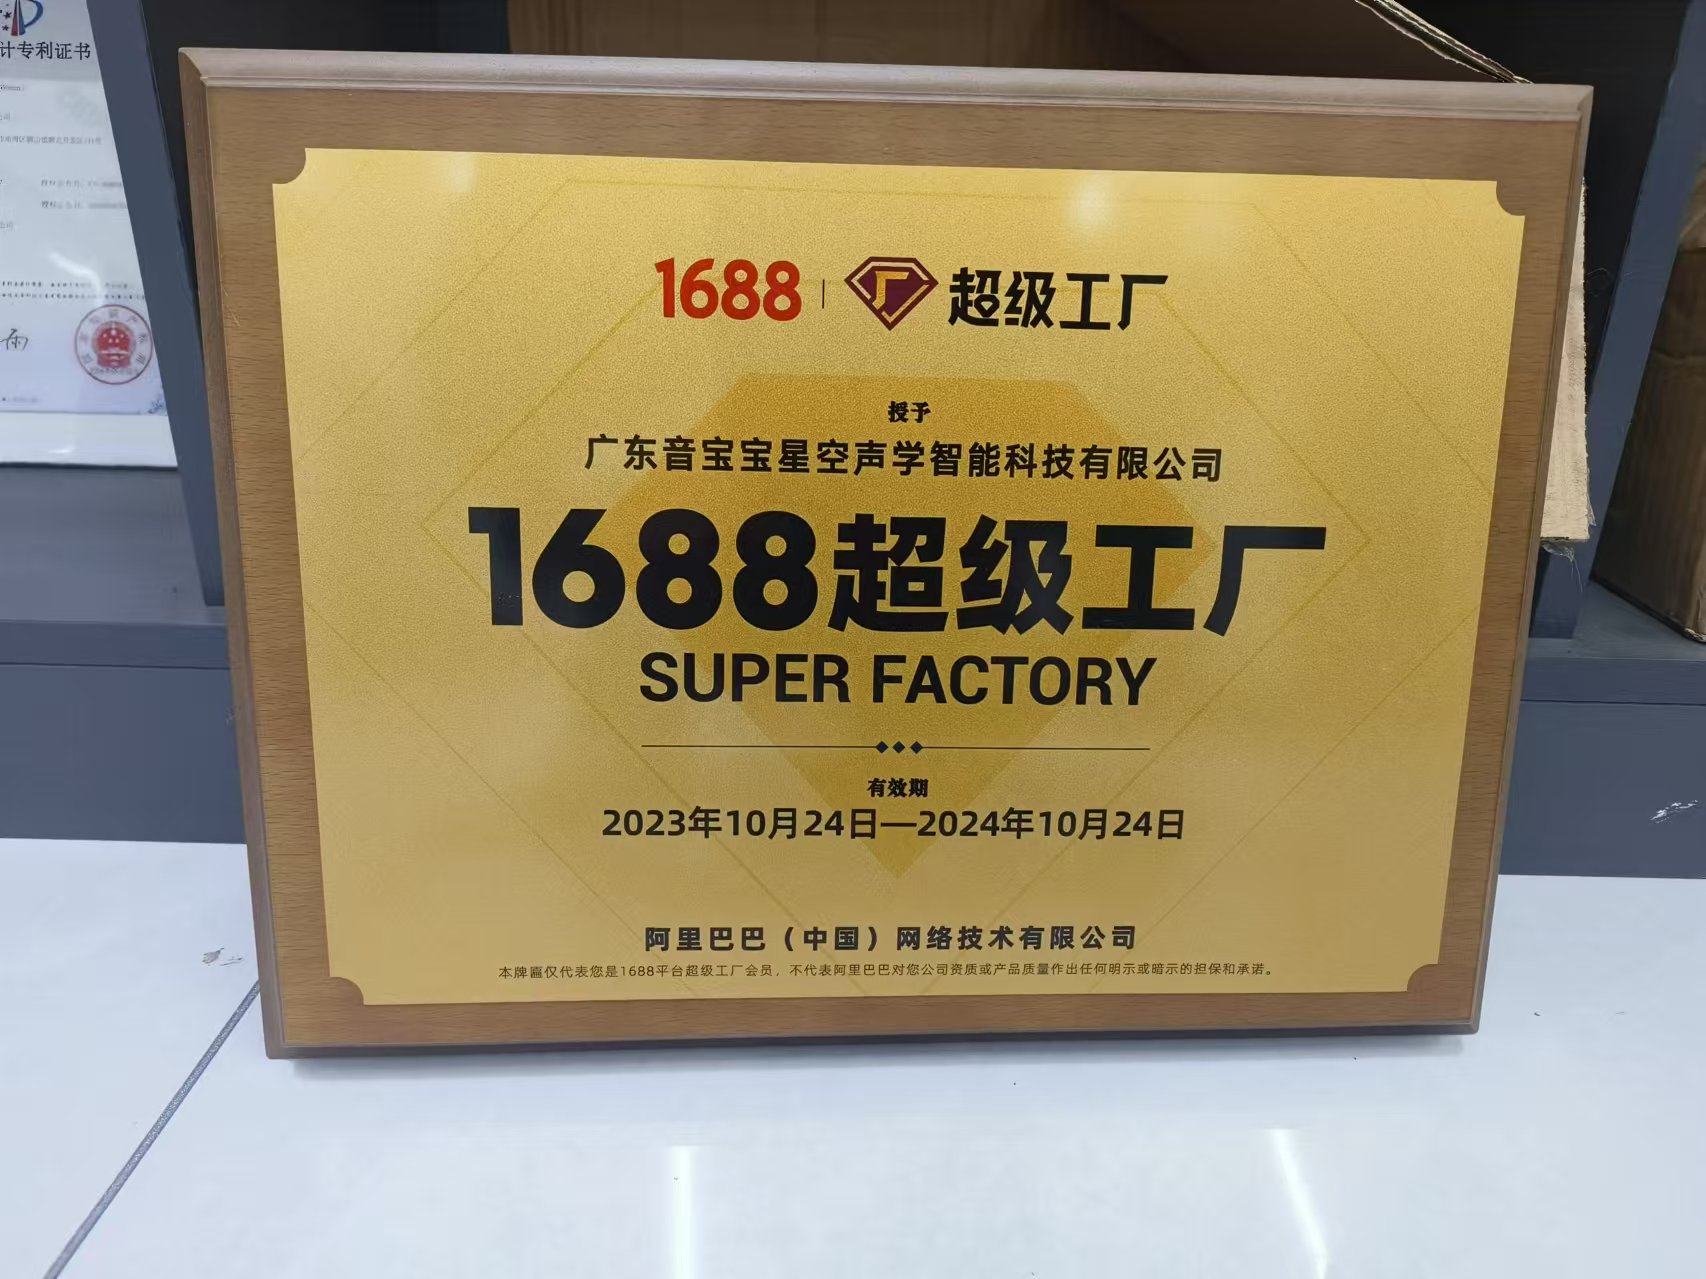 计专利证书
1688 | 超级工厂
授予
广东音宝宝星空声学智能科技有限公司
1688超级工厂
SUPER FACTORY
有效期
2023年10月24日—2024年10月24日
阿里巴巴（中国）网络技术有限公司
本牌匾仅代表您是1688平台超级工厂会员，不代表阿里巴巴对您公司资质或产品质量作出任何明示或暗示的担保和承诺。